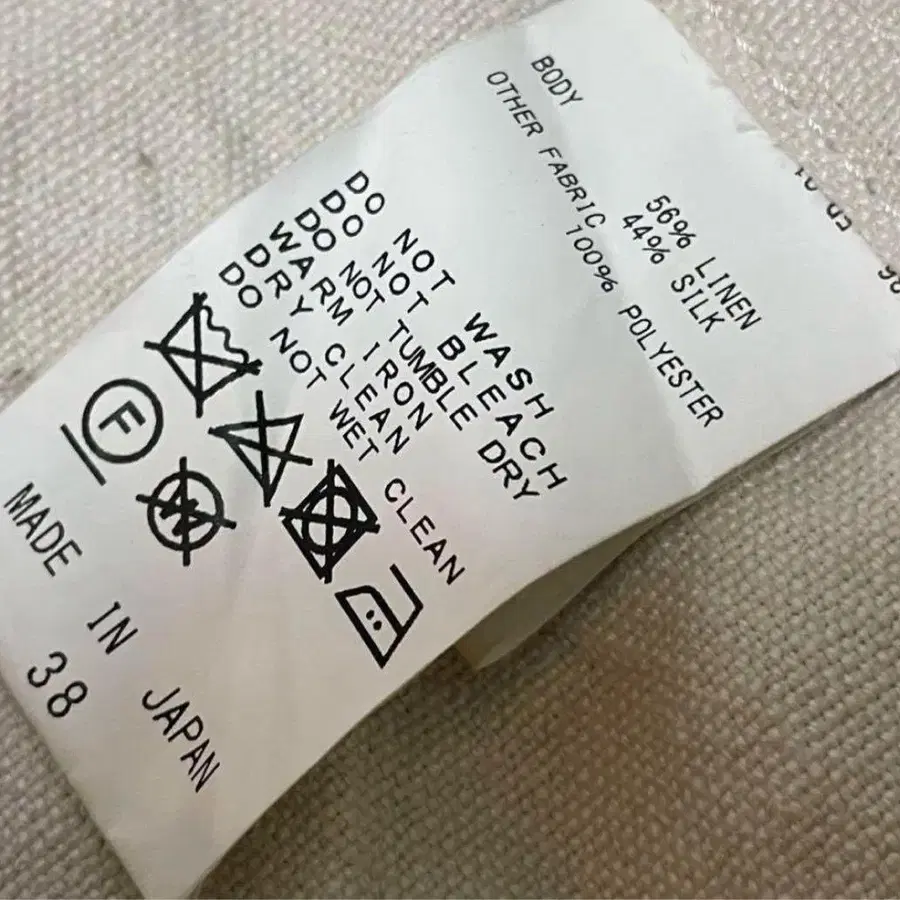 BODY
56% LINEN
44% SILK
OTHER FABRIC
100% POLYESTER
DO NOT WASH
DO NOT BLEACH
DO NOT TUMBLE DRY
WARM IRON
DRY CLEAN
DO NOT WET CLEAN
F
W
MADE IN JAPAN
38